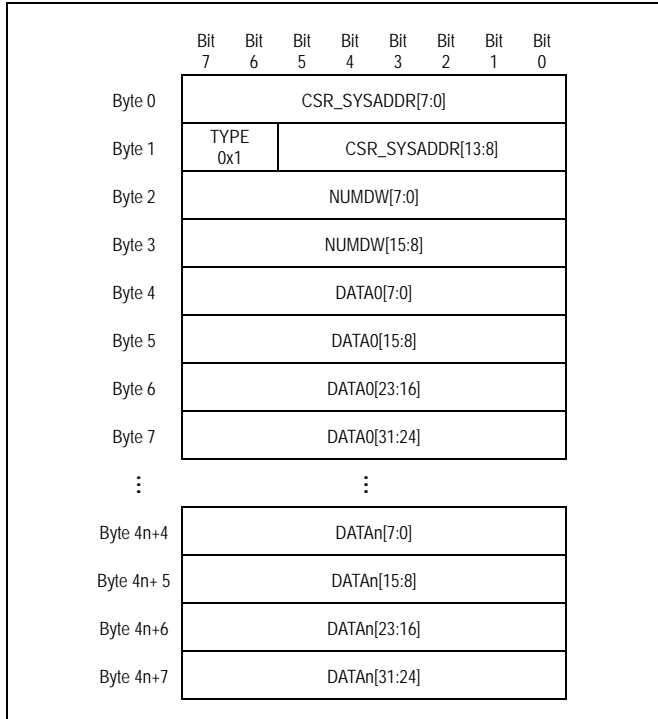 Bit Bit Bit Bit Bit Bit Bit Bit
7 6 5 4 3 2 1 0
Byte 0 CSR_SYSADDR[7:0]
Byte 1 TYPE 0x1 CSR_SYSADDR[13:8]
Byte 2 NUMDW[7:0]
Byte 3 NUMDW[15:8]
Byte 4 DATA0[7:0]
Byte 5 DATA0[15:8]
Byte 6 DATA0[23:16]
Byte 7 DATA0[31:24]
⋮ ⋮
Byte 4n+4 DATAn[7:0]
Byte 4n+ 5 DATAn[15:8]
Byte 4n+6 DATAn[23:16]
Byte 4n+7 DATAn[31:24]